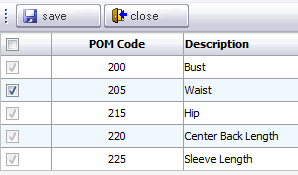 save close
POM Code Description
200 Bust
205 Waist
215 Hip
220 Center Back Length
225 Sleeve Length